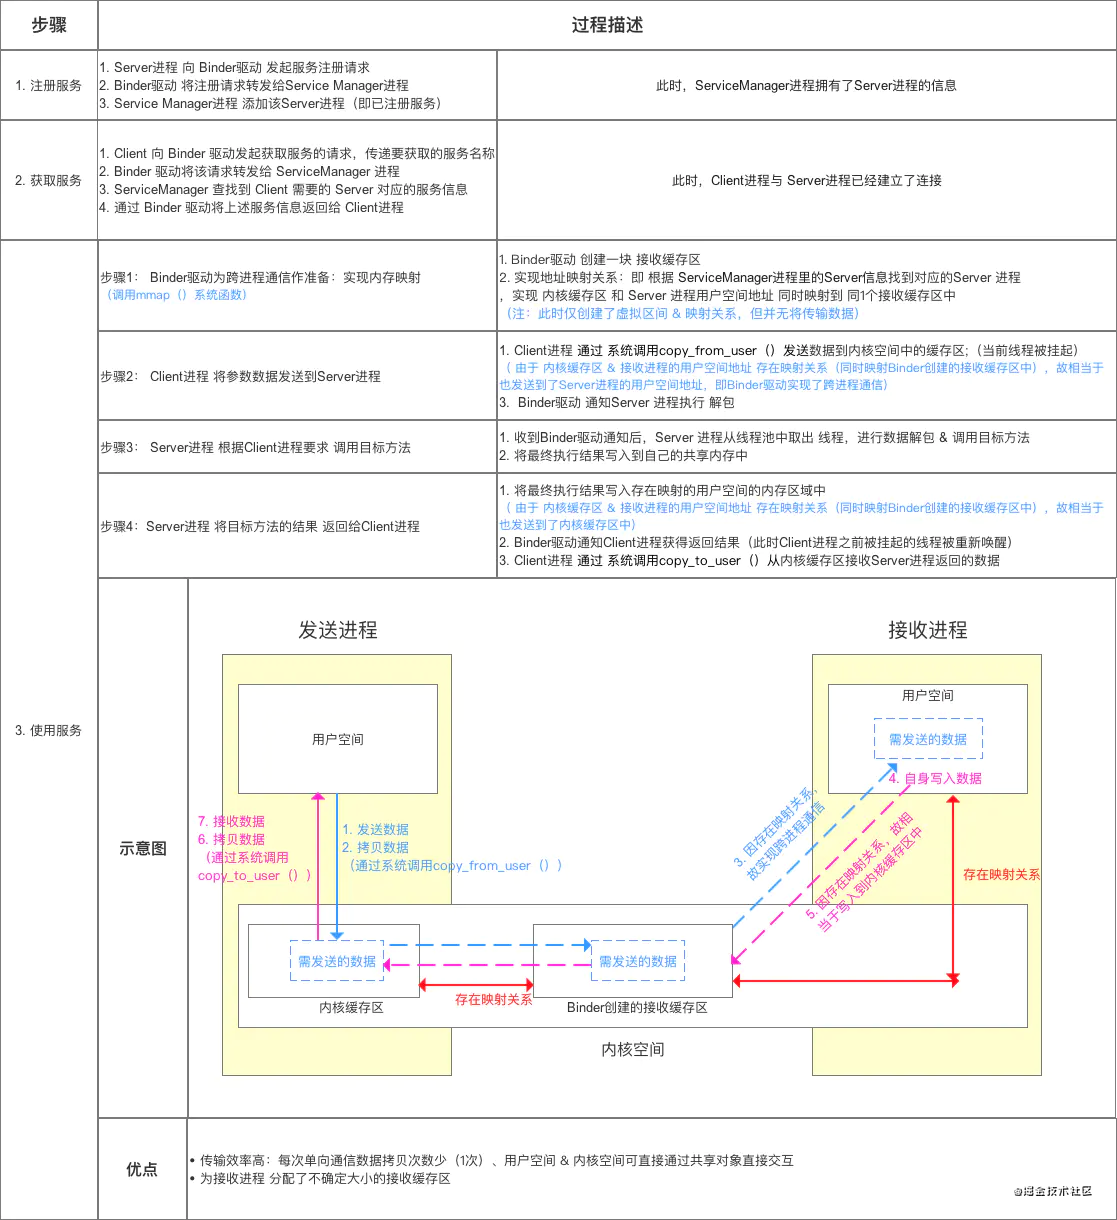 步骤
过程描述
1. 注册服务
1. Server进程 向 Binder驱动 发起服务注册请求
2. Binder驱动 将注册请求转发给Service Manager进程
3. Service Manager进程 添加该Server进程（即已注册服务）
此时，ServiceManager进程拥有了Server进程的信息
2. 获取服务
1. Client 向 Binder 驱动发起获取服务的请求，传递要获取的服务名称
2. Binder 驱动将该请求转发给 ServiceManager 进程
3. ServiceManager 查找到 Client 需要的 Server 对应的服务信息
4. 通过 Binder 驱动将上述服务信息返回给 Client进程
此时，Client进程与 Server进程已经建立了连接
3. 使用服务
步骤1： Binder驱动为跨进程通信作准备：实现内存映射
（调用mmap（）系统函数）
1. Binder驱动 创建一块 接收缓存区
2. 实现地址映射关系：即 根据 ServiceManager进程里的Server信息找到对应的Server 进程
，实现 内核缓存区 和 Server 进程用户空间地址 同时映射到 同1个接收缓存区中
（注：此时仅创建了虚拟区间 & 映射关系，但并无将传输数据）
步骤2： Client进程 将参数数据发送到Server进程
1. Client进程 通过 系统调用copy_from_user（）发送数据到内核空间中的缓存区;（当前线程被挂起）
（ 由于 内核缓存区 & 接收进程的用户空间地址 存在映射关系（同时映射Binder创建的接收缓存区中），故相当于
也发送到了Server进程的用户空间地址，即Binder驱动实现了跨进程通信）
3. Binder驱动 通知Server 进程执行 解包
步骤3： Server进程 根据Client进程要求 调用目标方法
1. 收到Binder驱动通知后，Server 进程从线程池中取出 线程，进行数据解包 & 调用目标方法
2. 将最终执行结果写入到自己的共享内存中
步骤4：Server进程 将目标方法的结果 返回给Client进程
1. 将最终执行结果写入存在映射的用户空间的内存区域中
（ 由于 内核缓存区 & 接收进程的用户空间地址 存在映射关系（同时映射Binder创建的接收缓存区中），故相当于
也发送到了内核缓存区中）
2. Binder驱动通知Client进程获得返回结果（此时Client进程之前被挂起的线程被重新唤醒）
3. Client进程 通过 系统调用copy_to_user（）从内核缓存区接收Server进程返回的数据
示意图
发送进程
接收进程
用户空间
用户空间
需发送的数据
4. 自身写入数据
7. 接收数据
6. 拷贝数据
（通过系统调用
copy_to_user（））
1. 发送数据
2. 拷贝数据
（通过系统调用copy_from_user（））
3. 因存在映射关系，
故实现跨进程通信
5. 因存在映射关系，故相
当于写入到内核缓存区中
存在映射关系
需发送的数据
需发送的数据
存在映射关系
内核缓存区
Binder创建的接收缓存区
内核空间
优点
• 传输效率高：每次单向通信数据拷贝次数少（1次）、用户空间 & 内核空间可直接通过共享对象直接交互
• 为接收进程 分配了不确定大小的接收缓存区
@掘金技术社区